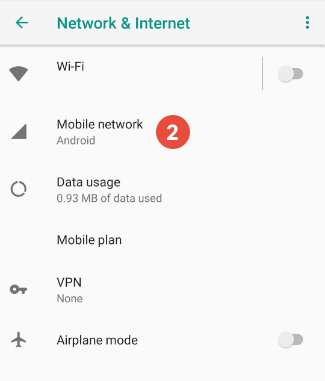 Network & Internet
Wi-Fi
Mobile network
Android
2
Data usage
0.93 MB of data used
Mobile plan
VPN
None
Airplane mode